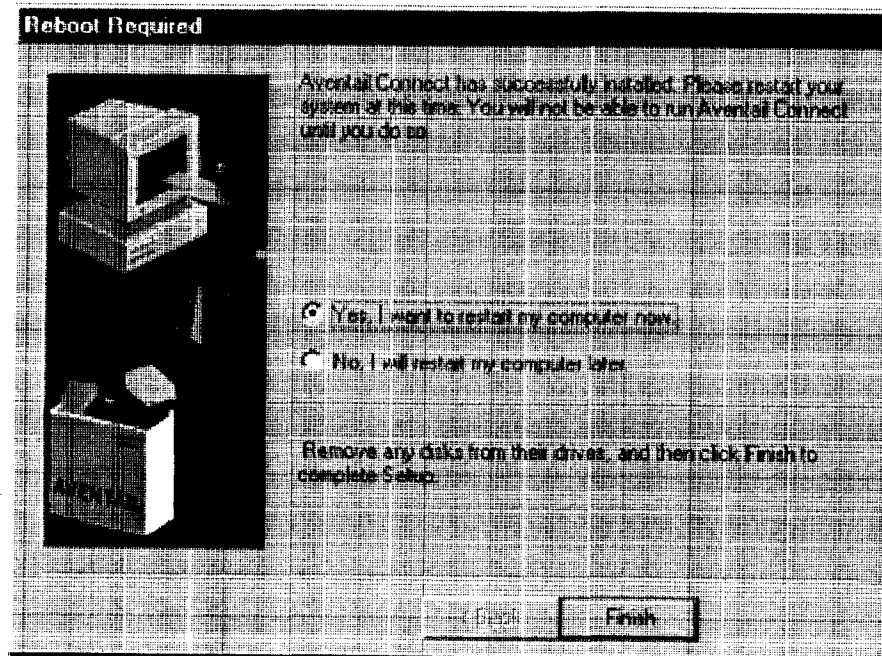 Reboot Required
Aventail Connect has successfully installed. Please restart your
system at this time. You will not be able to run Aventail Connect
until you do so.
Yes, I want to restart my computer now.
No, I will restart my computer later.
Remove any disks from their drives, and then click Finish to
complete Setup.
AVENTAIL
< Back
Finish